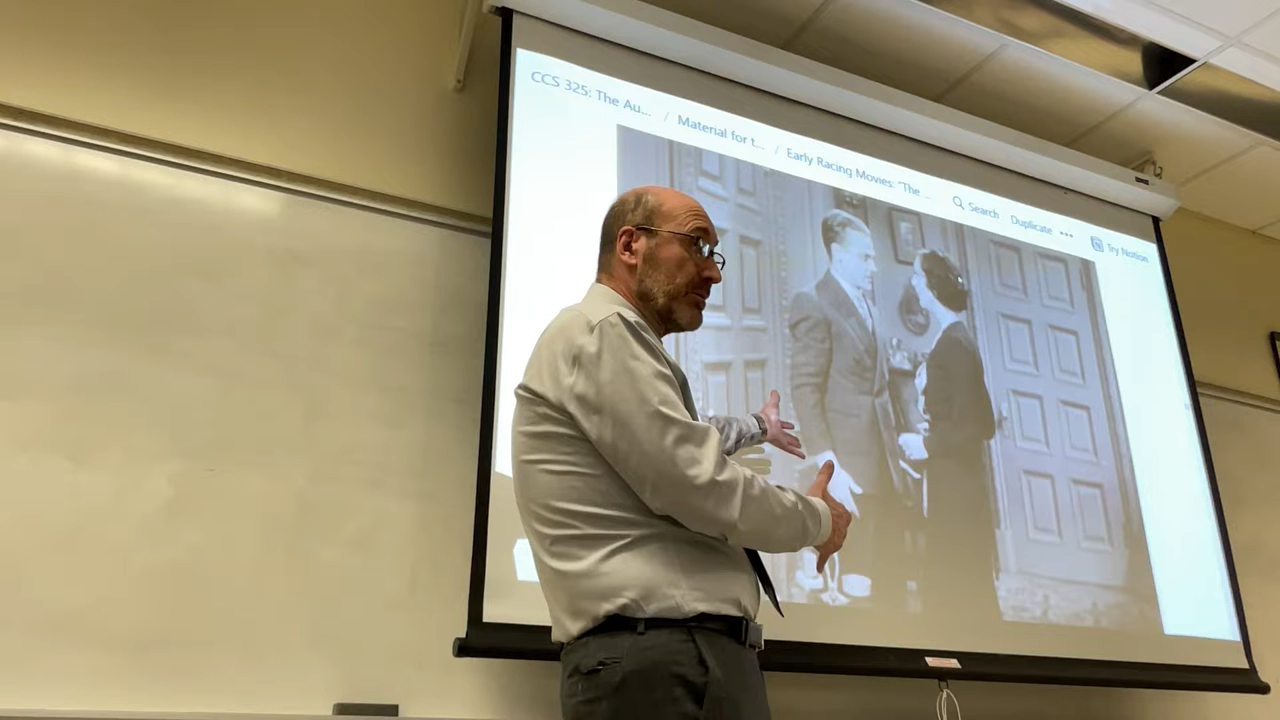 CCS 325: The Au... / Material for t... / Early Racing Movies: "The ...
Search Duplicate ••• Try Notion